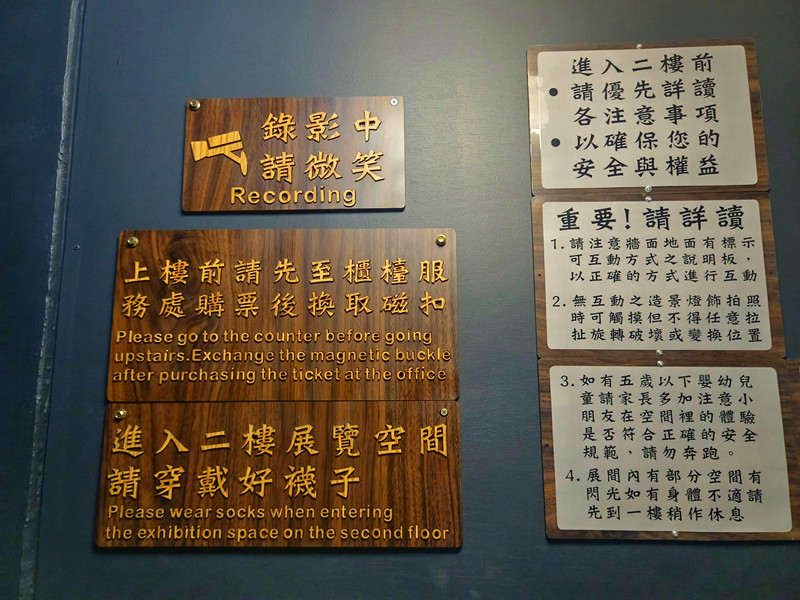 錄影中
請微笑
Recording
上樓前請先至櫃檯服
務處購票後換取磁扣
Please go to the counter before going
upstairs.Exchange the magnetic buckle
after purchasing the ticket at the office
進入二樓展覽空間
請穿戴好襪子
Please wear socks when entering
the exhibition space on the second floor
進入二樓前
●請優先詳讀
各注意事項
●以確保您的
安全與權益
重要!請詳讀
1.請注意牆面地面有標示
可互動方式之說明板,
以正確的方式進行互動
2.無互動之造景燈飾拍照
時可觸摸但不得任意拉
扯旋轉破壞或變換位置
3.如有五歲以下嬰幼兒
童請家長多加注意小
朋友在空間裡的體驗
是否符合正確的安全
規範,請勿奔跑。
4.展間內有部分空間有
閃光如有身體不適請
先到一樓稍作休息